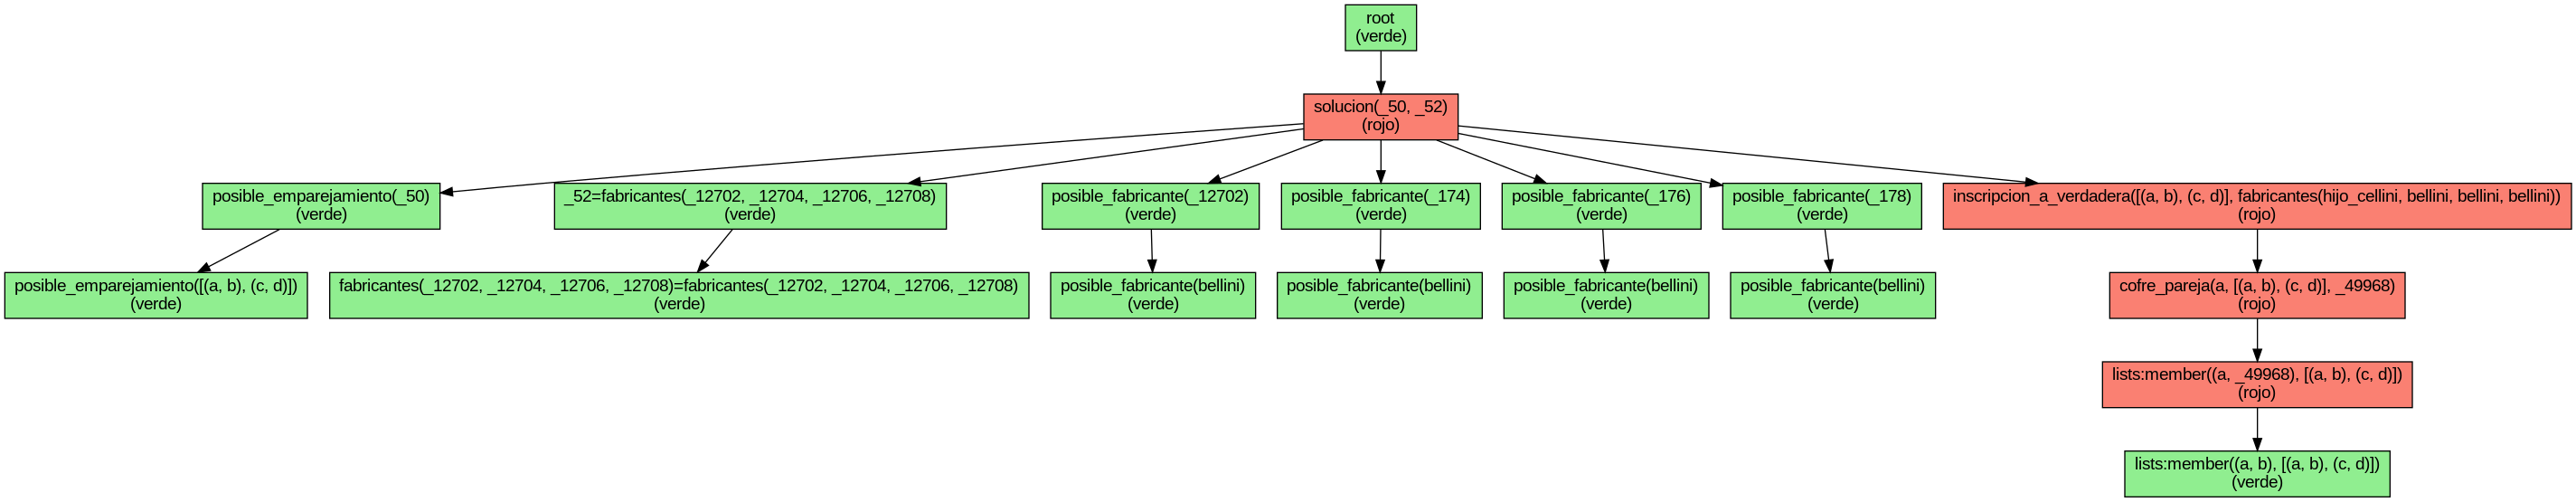 root
(verde)
solucion(_50, _52)
(rojo)
posible_emparejamiento(_50)
(verde)
_52=fabricantes(_12702, _12704, _12706, _12708)
(verde)
posible_fabricante(_12702)
(verde)
posible_fabricante(_174)
(verde)
posible_fabricante(_176)
(verde)
posible_fabricante(_178)
(verde)
inscripcion_a_verdadera([(a, b), (c, d)], fabricantes(hijo_cellini, bellini, bellini, bellini))
(rojo)
posible_emparejamiento([(a, b), (c, d)])
(verde)
fabricantes(_12702, _12704, _12706, _12708)=fabricantes(_12702, _12704, _12706, _12708)
(verde)
posible_fabricante(bellini)
(verde)
posible_fabricante(bellini)
(verde)
posible_fabricante(bellini)
(verde)
posible_fabricante(bellini)
(verde)
cofre_pareja(a, [(a, b), (c, d)], _49968)
(rojo)
lists:member((a, _49968), [(a, b), (c, d)])
(rojo)
lists:member((a, b), [(a, b), (c, d)])
(verde)